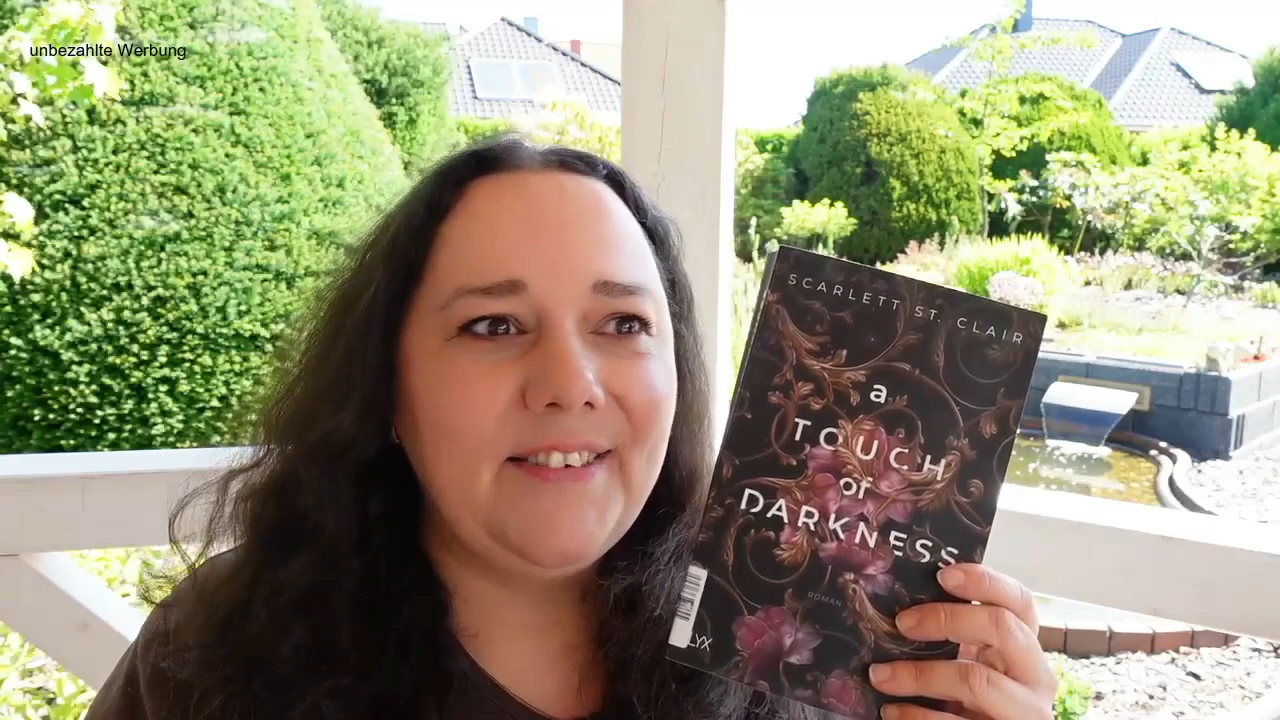 unbezahlte Werbung
SCARLETT ST. CLAIR
a
TOUCH
of
DARKNESS
ROMAN
LYX